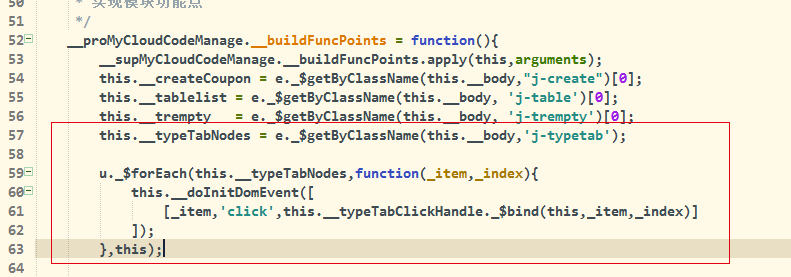 50 * 实现模块功能点
51 */
52 __proMyCloudCodeManage.__buildFuncPoints = function(){
53 __supMyCloudCodeManage.__buildFuncPoints.apply(this,arguments);
54 this.__createCoupon = e._$getByClassName(this.__body,"j-create")[0];
55 this.__tablelist = e._$getByClassName(this.__body, 'j-table')[0];
56 this.__trempty = e._$getByClassName(this.__body, 'j-trempty')[0];
57 this.__typeTabNodes = e._$getByClassName(this.__body,'j-typetab');
58
59 u._$forEach(this.__typeTabNodes,function(_item,_index){
60 this.__doInitDomEvent([
61 [_item,'click',this.__typeTabClickHandle._$bind(this,_item,_index)]
62 ]);
63 },this);
64